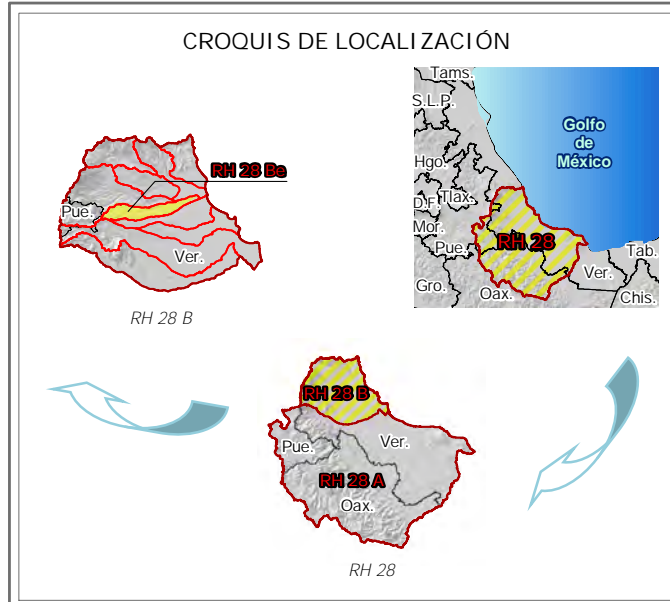 CROQUIS DE LOCALIZACIÓN
RH 28 Be
Pue.
Ver.
RH 28 B
Tams.
S.L.P.
Golfo
de
México
Hgo.
Tlax.
D.F.
Mor.
Pue.
RH 28
Gro.
Oax.
Ver.
Tab.
Chis.
RH 28 B
Pue.
Ver.
RH 28 A
Oax.
RH 28